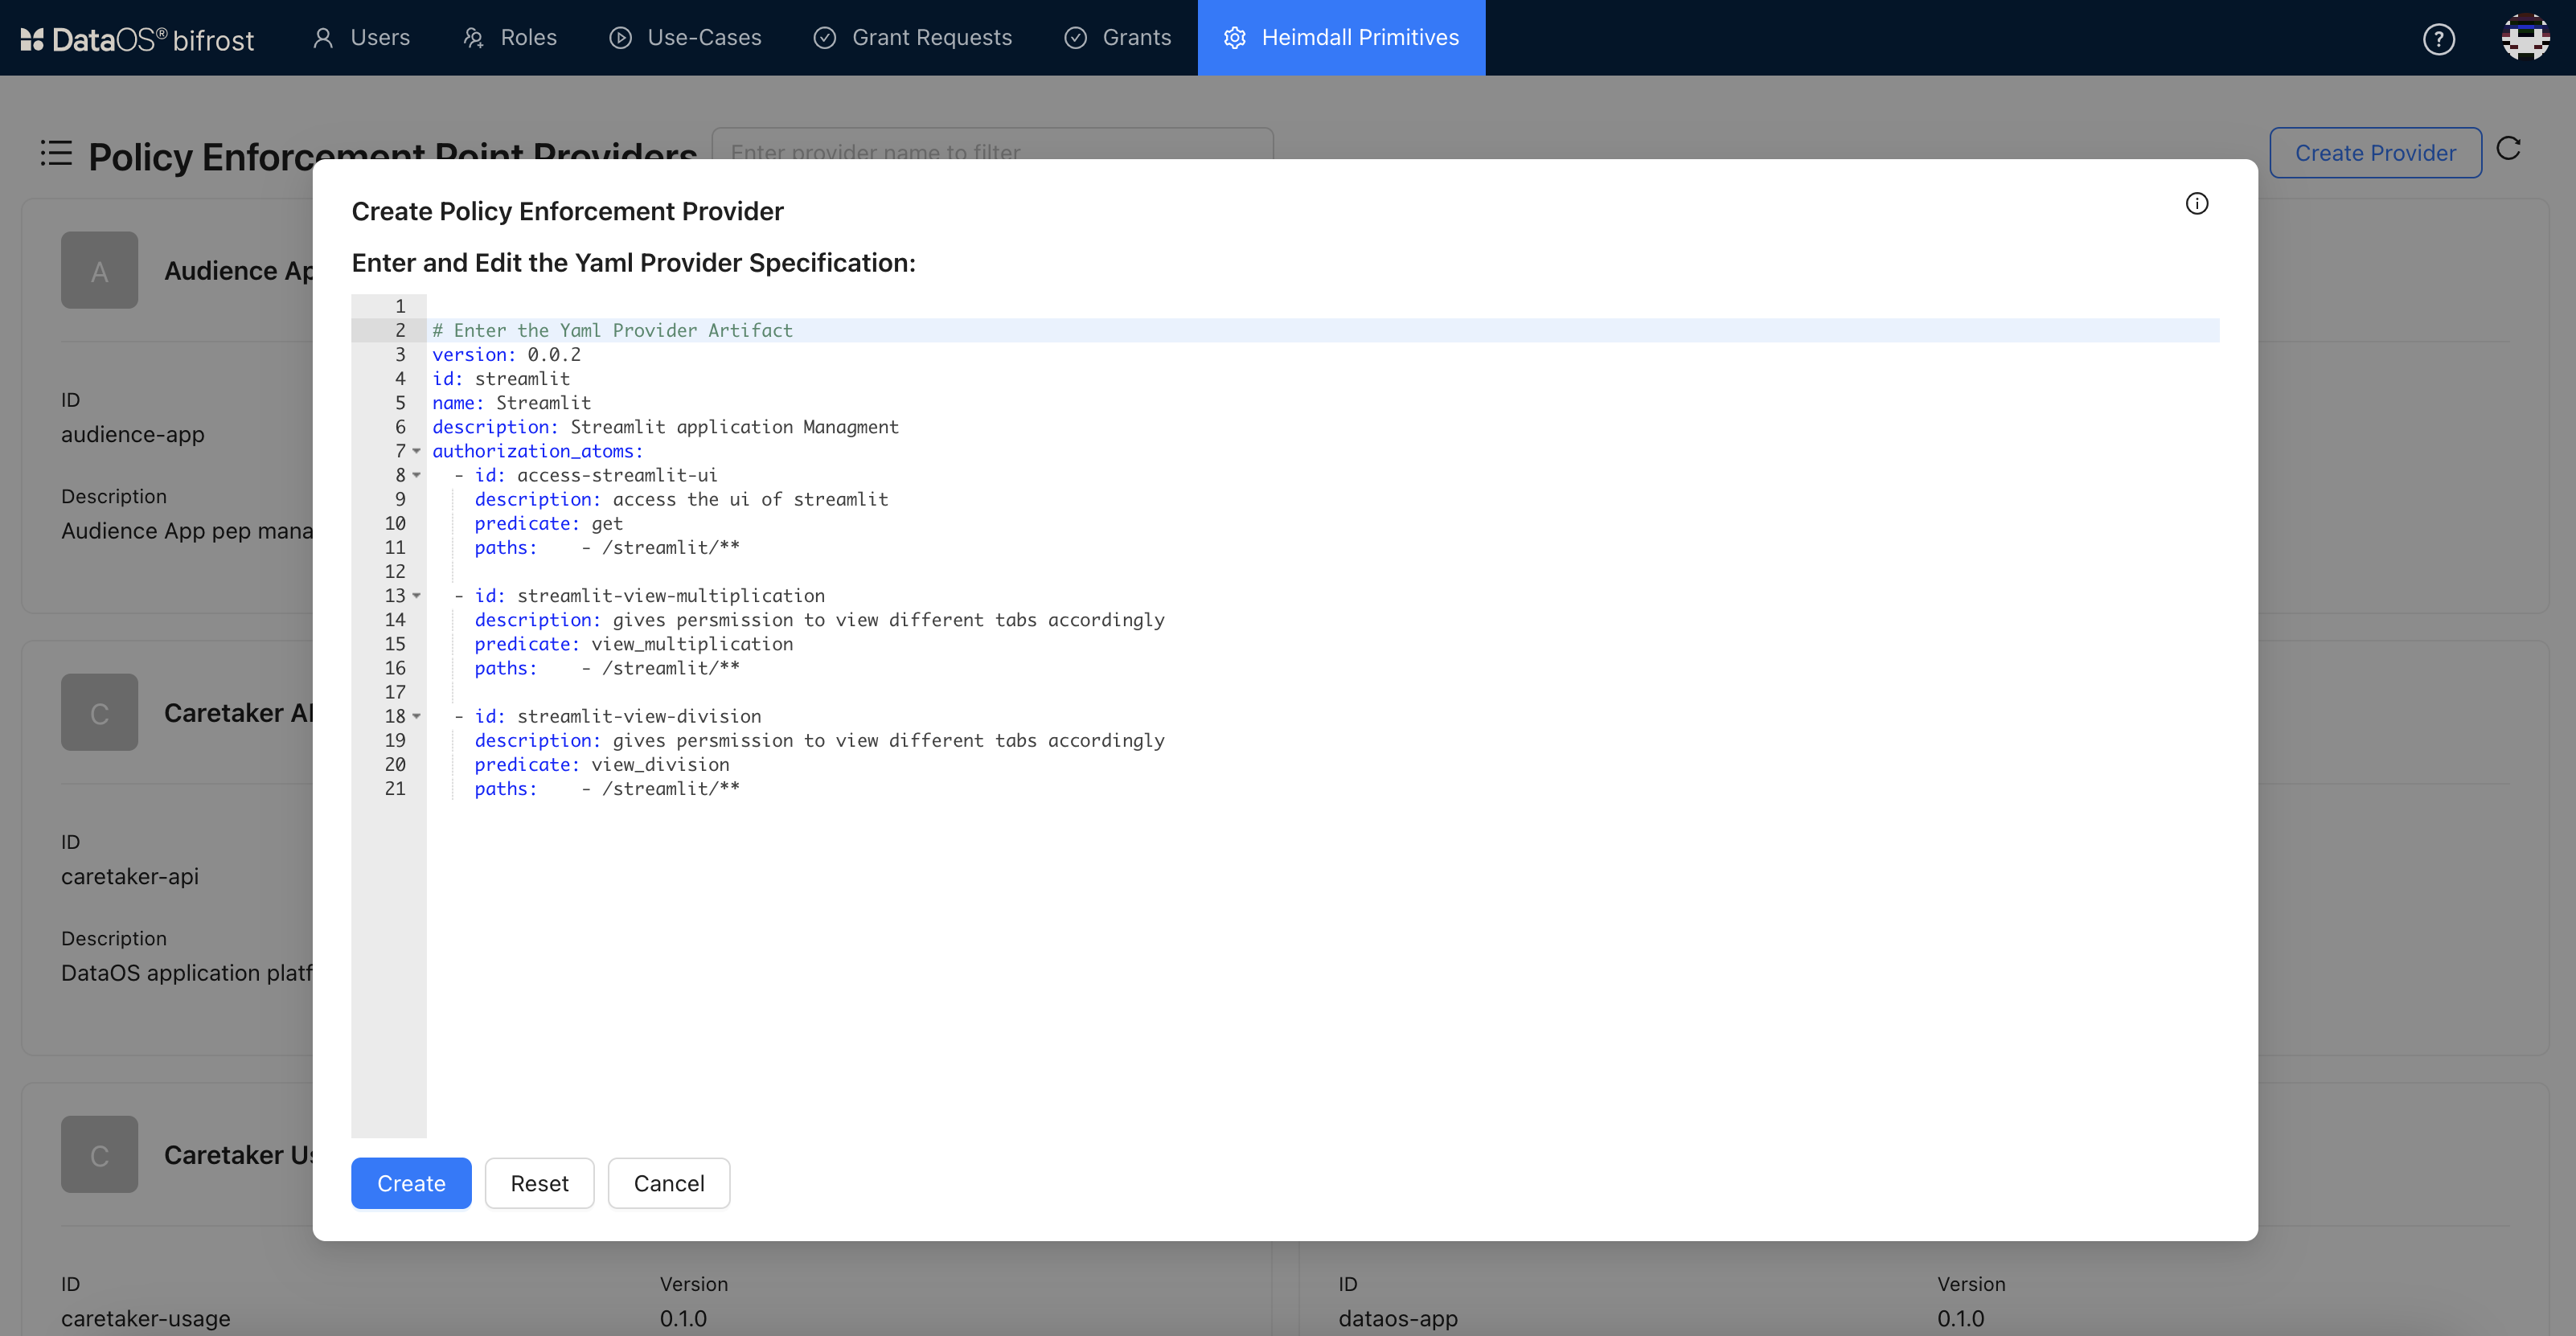 DataOS® bifrost Users Roles Use-Cases Grant Requests Grants Heimdall Primitives ?
Policy Enforcement Point Providers Enter provider name to filter Create Provider
Create Policy Enforcement Provider
Enter and Edit the Yaml Provider Specification:
1
2 # Enter the Yaml Provider Artifact
3 version: 0.0.2
4 id: streamlit
5 name: Streamlit
6 description: Streamlit application Managment
7 authorization_atoms:
8 - id: access-streamlit-ui
9 description: access the ui of streamlit
10 predicate: get
11 paths:    - /streamlit/**
12
13 - id: streamlit-view-multiplication
14 description: gives persmission to view different tabs accordingly
15 predicate: view_multiplication
16 paths:    - /streamlit/**
17
18 - id: streamlit-view-division
19 description: gives persmission to view different tabs accordingly
20 predicate: view_division
21 paths:    - /streamlit/**
Create Reset Cancel
A Audience Ap
ID
audience-app
Description
Audience App pep mana
C Caretaker A
ID
caretaker-api
Description
DataOS application platf
C Caretaker Us
ID Version
caretaker-usage 0.1.0
ID Version
dataos-app 0.1.0